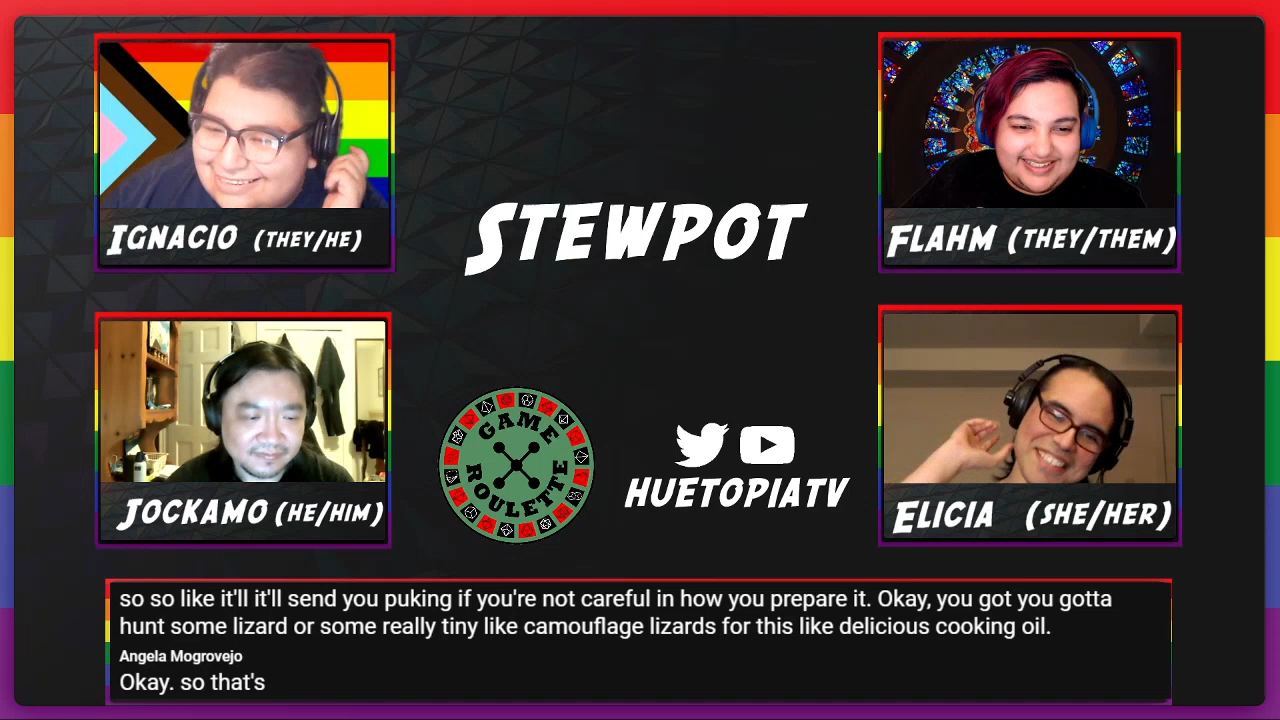 IGNACIO (THEY/HE)
FLAHM (THEY/THEM)
STEWPOT
JOCKAMO (HE/HIM)
GAME
ROULETTE
HUETOPIATV
ELICIA (SHE/HER)
so so like it'll it'll send you puking if you're not careful in how you prepare it. Okay, you got you gotta
hunt some lizard or some really tiny like camouflage lizards for this like delicious cooking oil.
Angela Mogrovejo
Okay. so that's